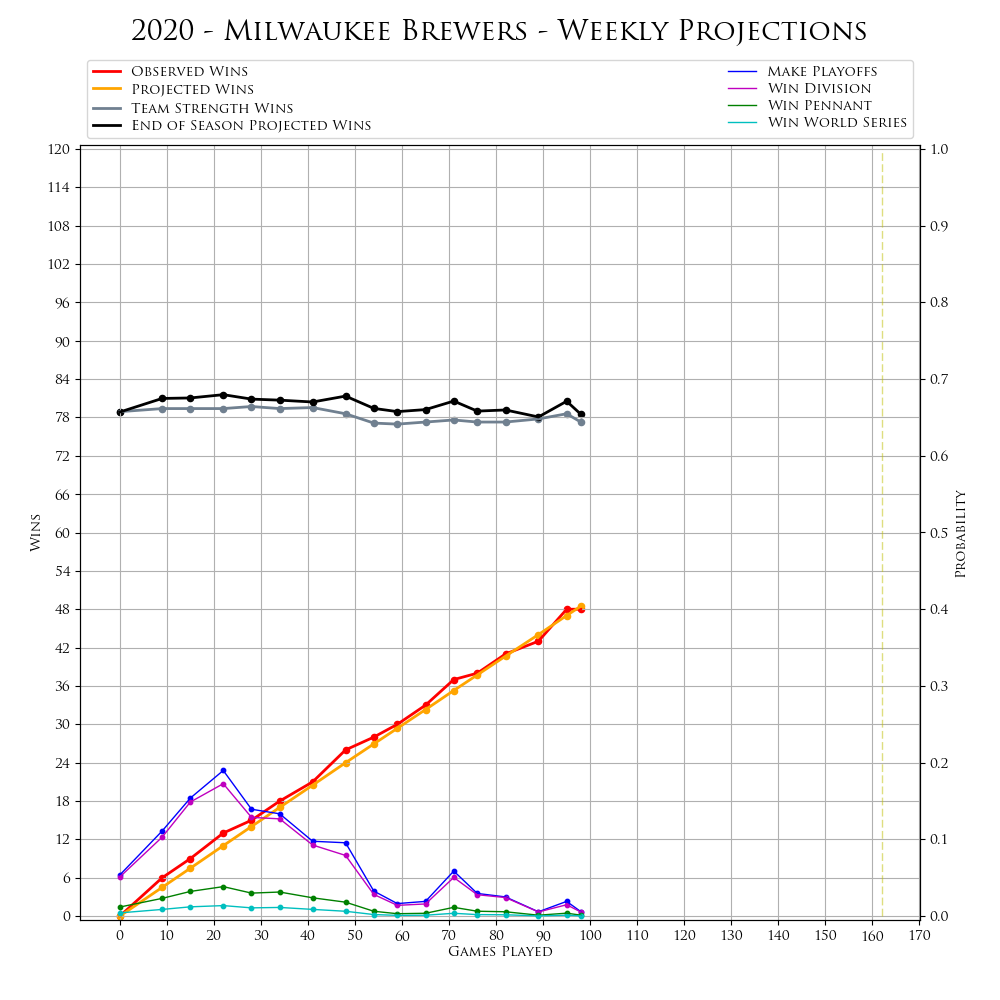 2020 - Milwaukee Brewers - Weekly Projections
Observed Wins
Projected Wins
Team Strength Wins
End of Season Projected Wins
Make Playoffs
Win Division
Win Pennant
Win World Series
120
114
108
102
96
90
84
78
72
66
60
54
48
42
36
30
24
18
12
6
0
Wins
1.0
0.9
0.8
0.7
0.6
0.5
0.4
0.3
0.2
0.1
0.0
Probability
0 10 20 30 40 50 60 70 80 90 100 110 120 130 140 150 160 170
Games Played